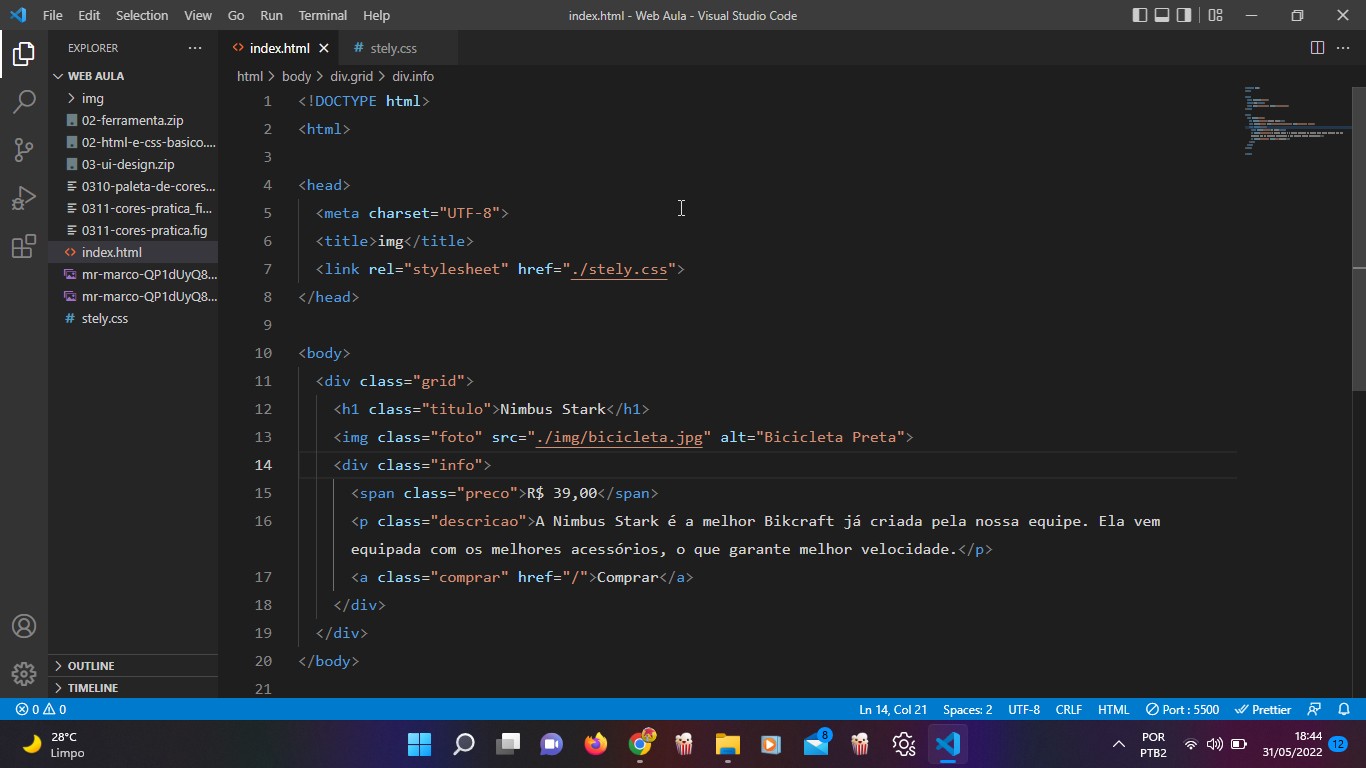 File Edit Selection View Go Run Terminal Help
index.html - Web Aula - Visual Studio Code
EXPLORER
WEB AULA
img
02-ferramenta.zip
02-html-e-css-basico....
03-ui-design.zip
0310-paleta-de-cores...
0311-cores-pratica_fi...
0311-cores-pratica.fig
index.html
mr-marco-QP1dUyQ8...
mr-marco-QP1dUyQ8...
stely.css
OUTLINE
TIMELINE
index.html
stely.css
html > body > div.grid > div.info
1 <!DOCTYPE html>
2 <html>
3
4 <head>
5 <meta charset="UTF-8">
6 <title>img</title>
7 <link rel="stylesheet" href="./stely.css">
8 </head>
9
10 <body>
11 <div class="grid">
12 <h1 class="titulo">Nimbus Stark</h1>
13 <img class="foto" src="./img/bicicleta.jpg" alt="Bicicleta Preta">
14 <div class="info">
15 <span class="preco">R$ 39,00</span>
16 <p class="descricao">A Nimbus Stark é a melhor Bikcraft já criada pela nossa equipe. Ela vem
equipada com os melhores acessórios, o que garante melhor velocidade.</p>
17 <a class="comprar" href="/">Comprar</a>
18 </div>
19 </div>
20 </body>
21
0 0
Ln 14, Col 21 Spaces: 2 UTF-8 CRLF HTML Port : 5500 Prettier
28°C
Limpo
8
POR
PTB2
18:44
31/05/2022
12